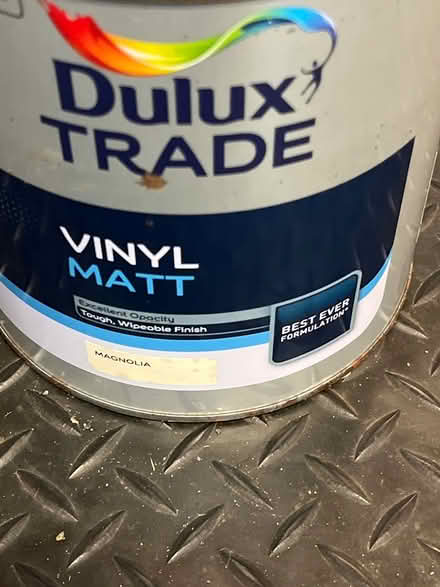 Dulux
TRADE
VINYL
MATT
Excellent Opacity
Tough, Wipeable Finish
BEST EVER
FORMULATION*
MAGNOLIA